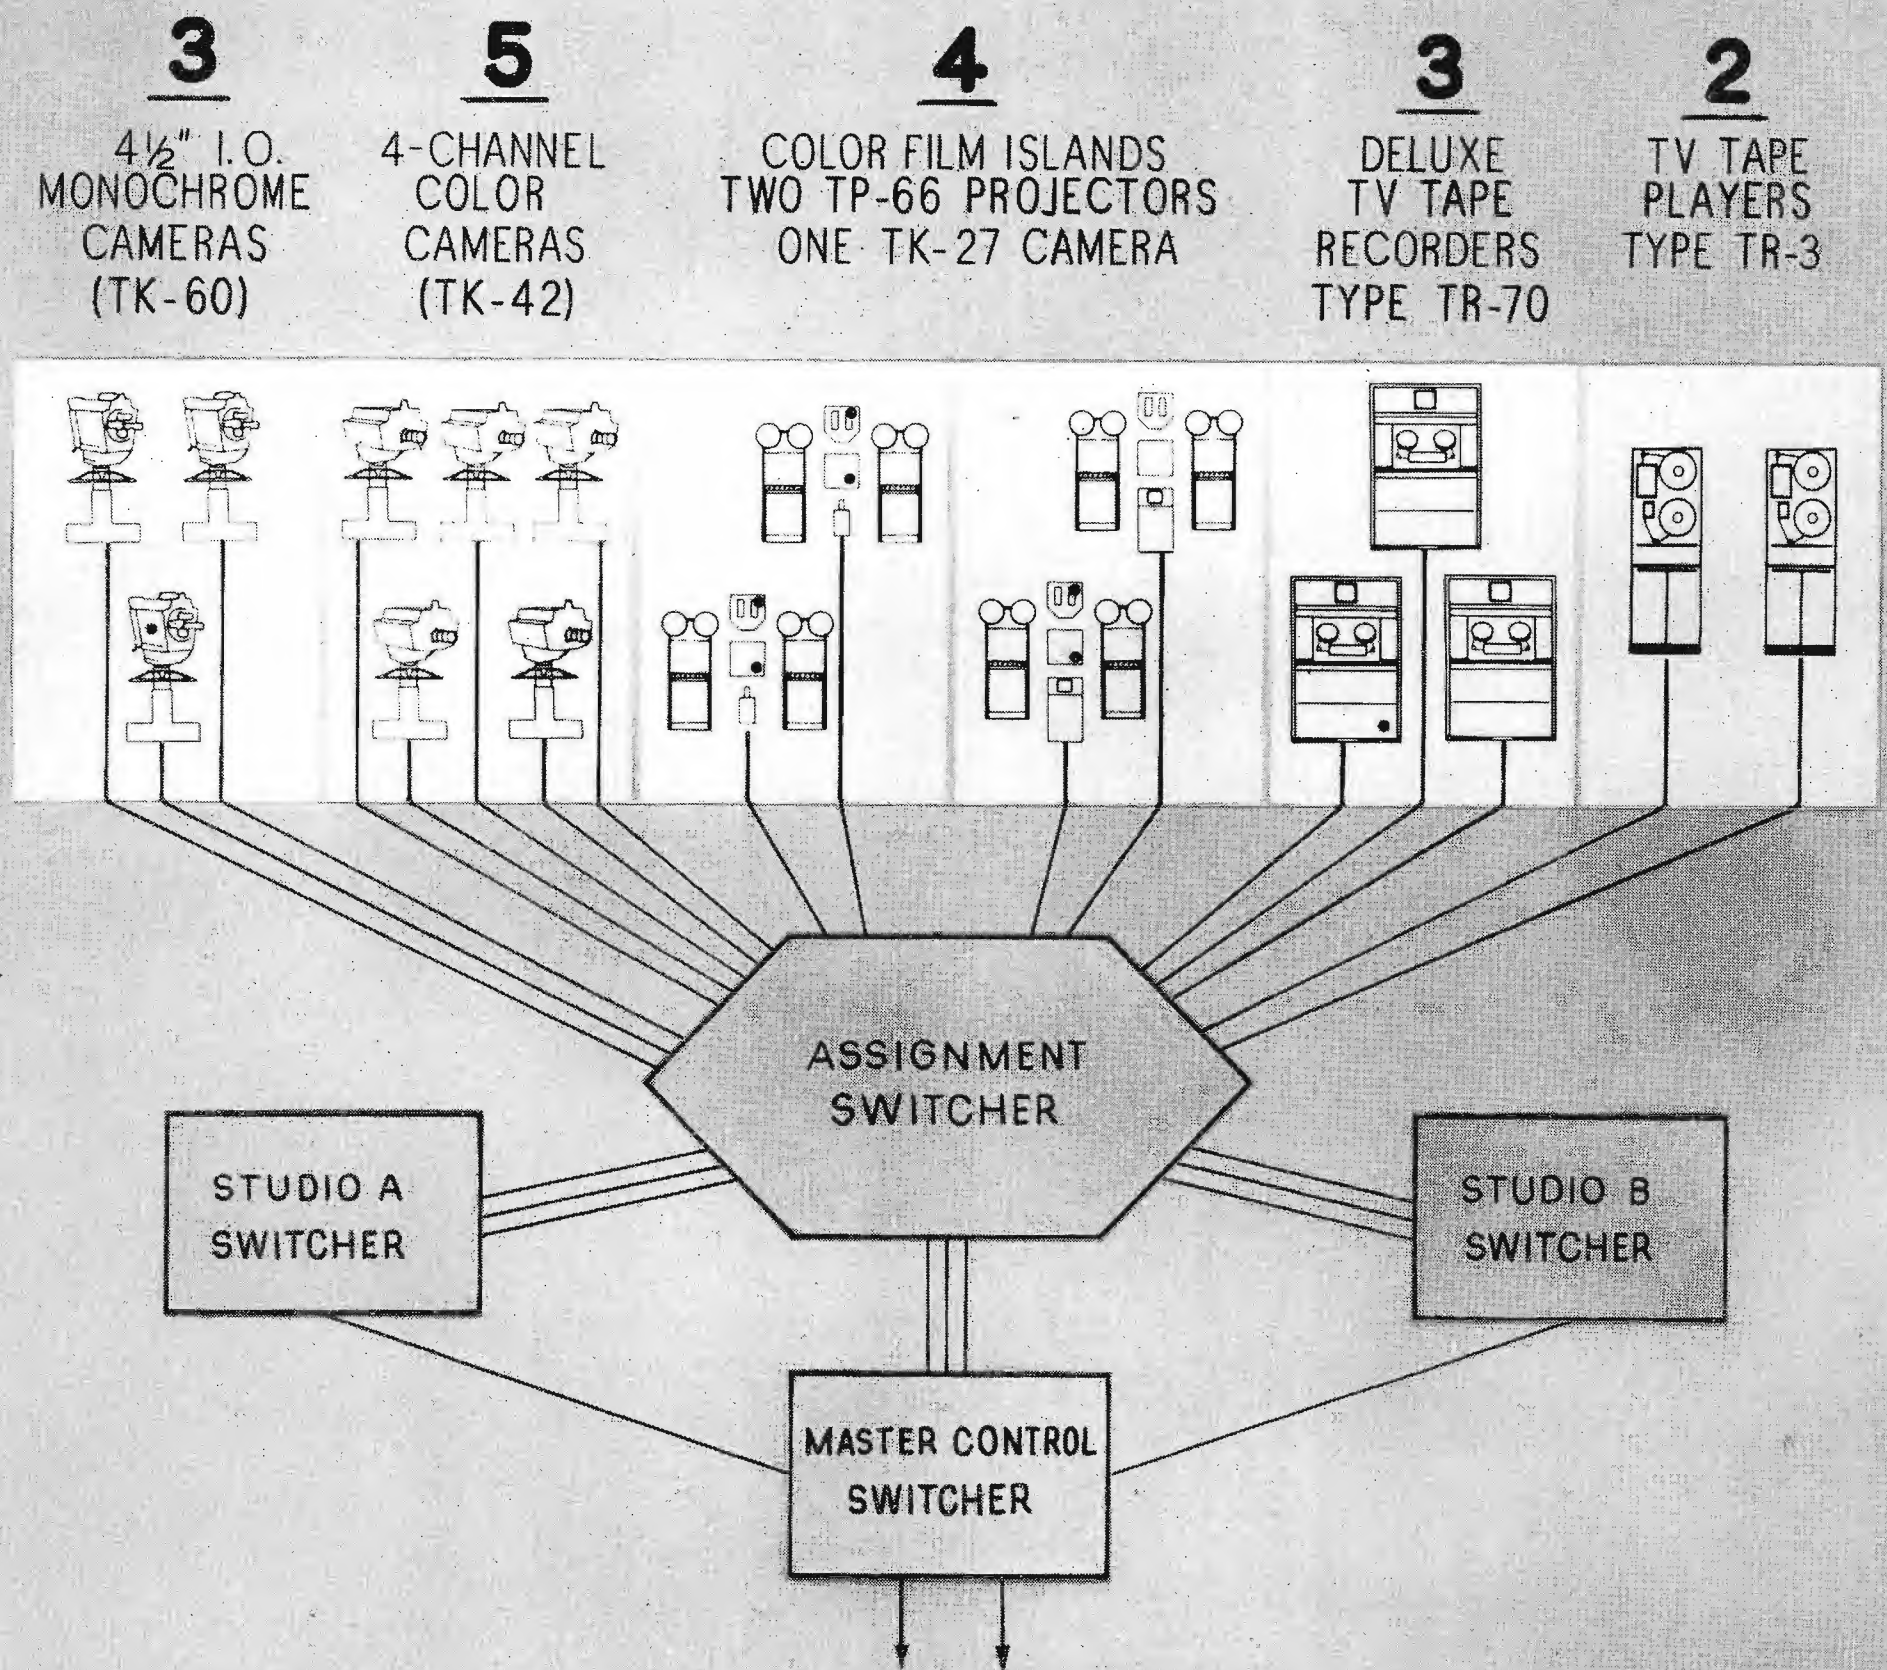 3
4½" I.O.
MONOCHROME
CAMERAS
(TK-60)
5
4-CHANNEL
COLOR
CAMERAS
(TK-42)
4
COLOR FILM ISLANDS
TWO TP-66 PROJECTORS
ONE TK-27 CAMERA
3
DELUXE
TV TAPE
RECORDERS
TYPE TR-70
2
TV TAPE
PLAYERS
TYPE TR-3
ASSIGNMENT
SWITCHER
STUDIO A
SWITCHER
STUDIO B
SWITCHER
MASTER CONTROL
SWITCHER